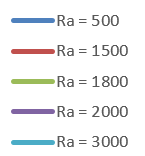 Ra = 500
Ra = 1500
Ra = 1800
Ra = 2000
Ra = 3000